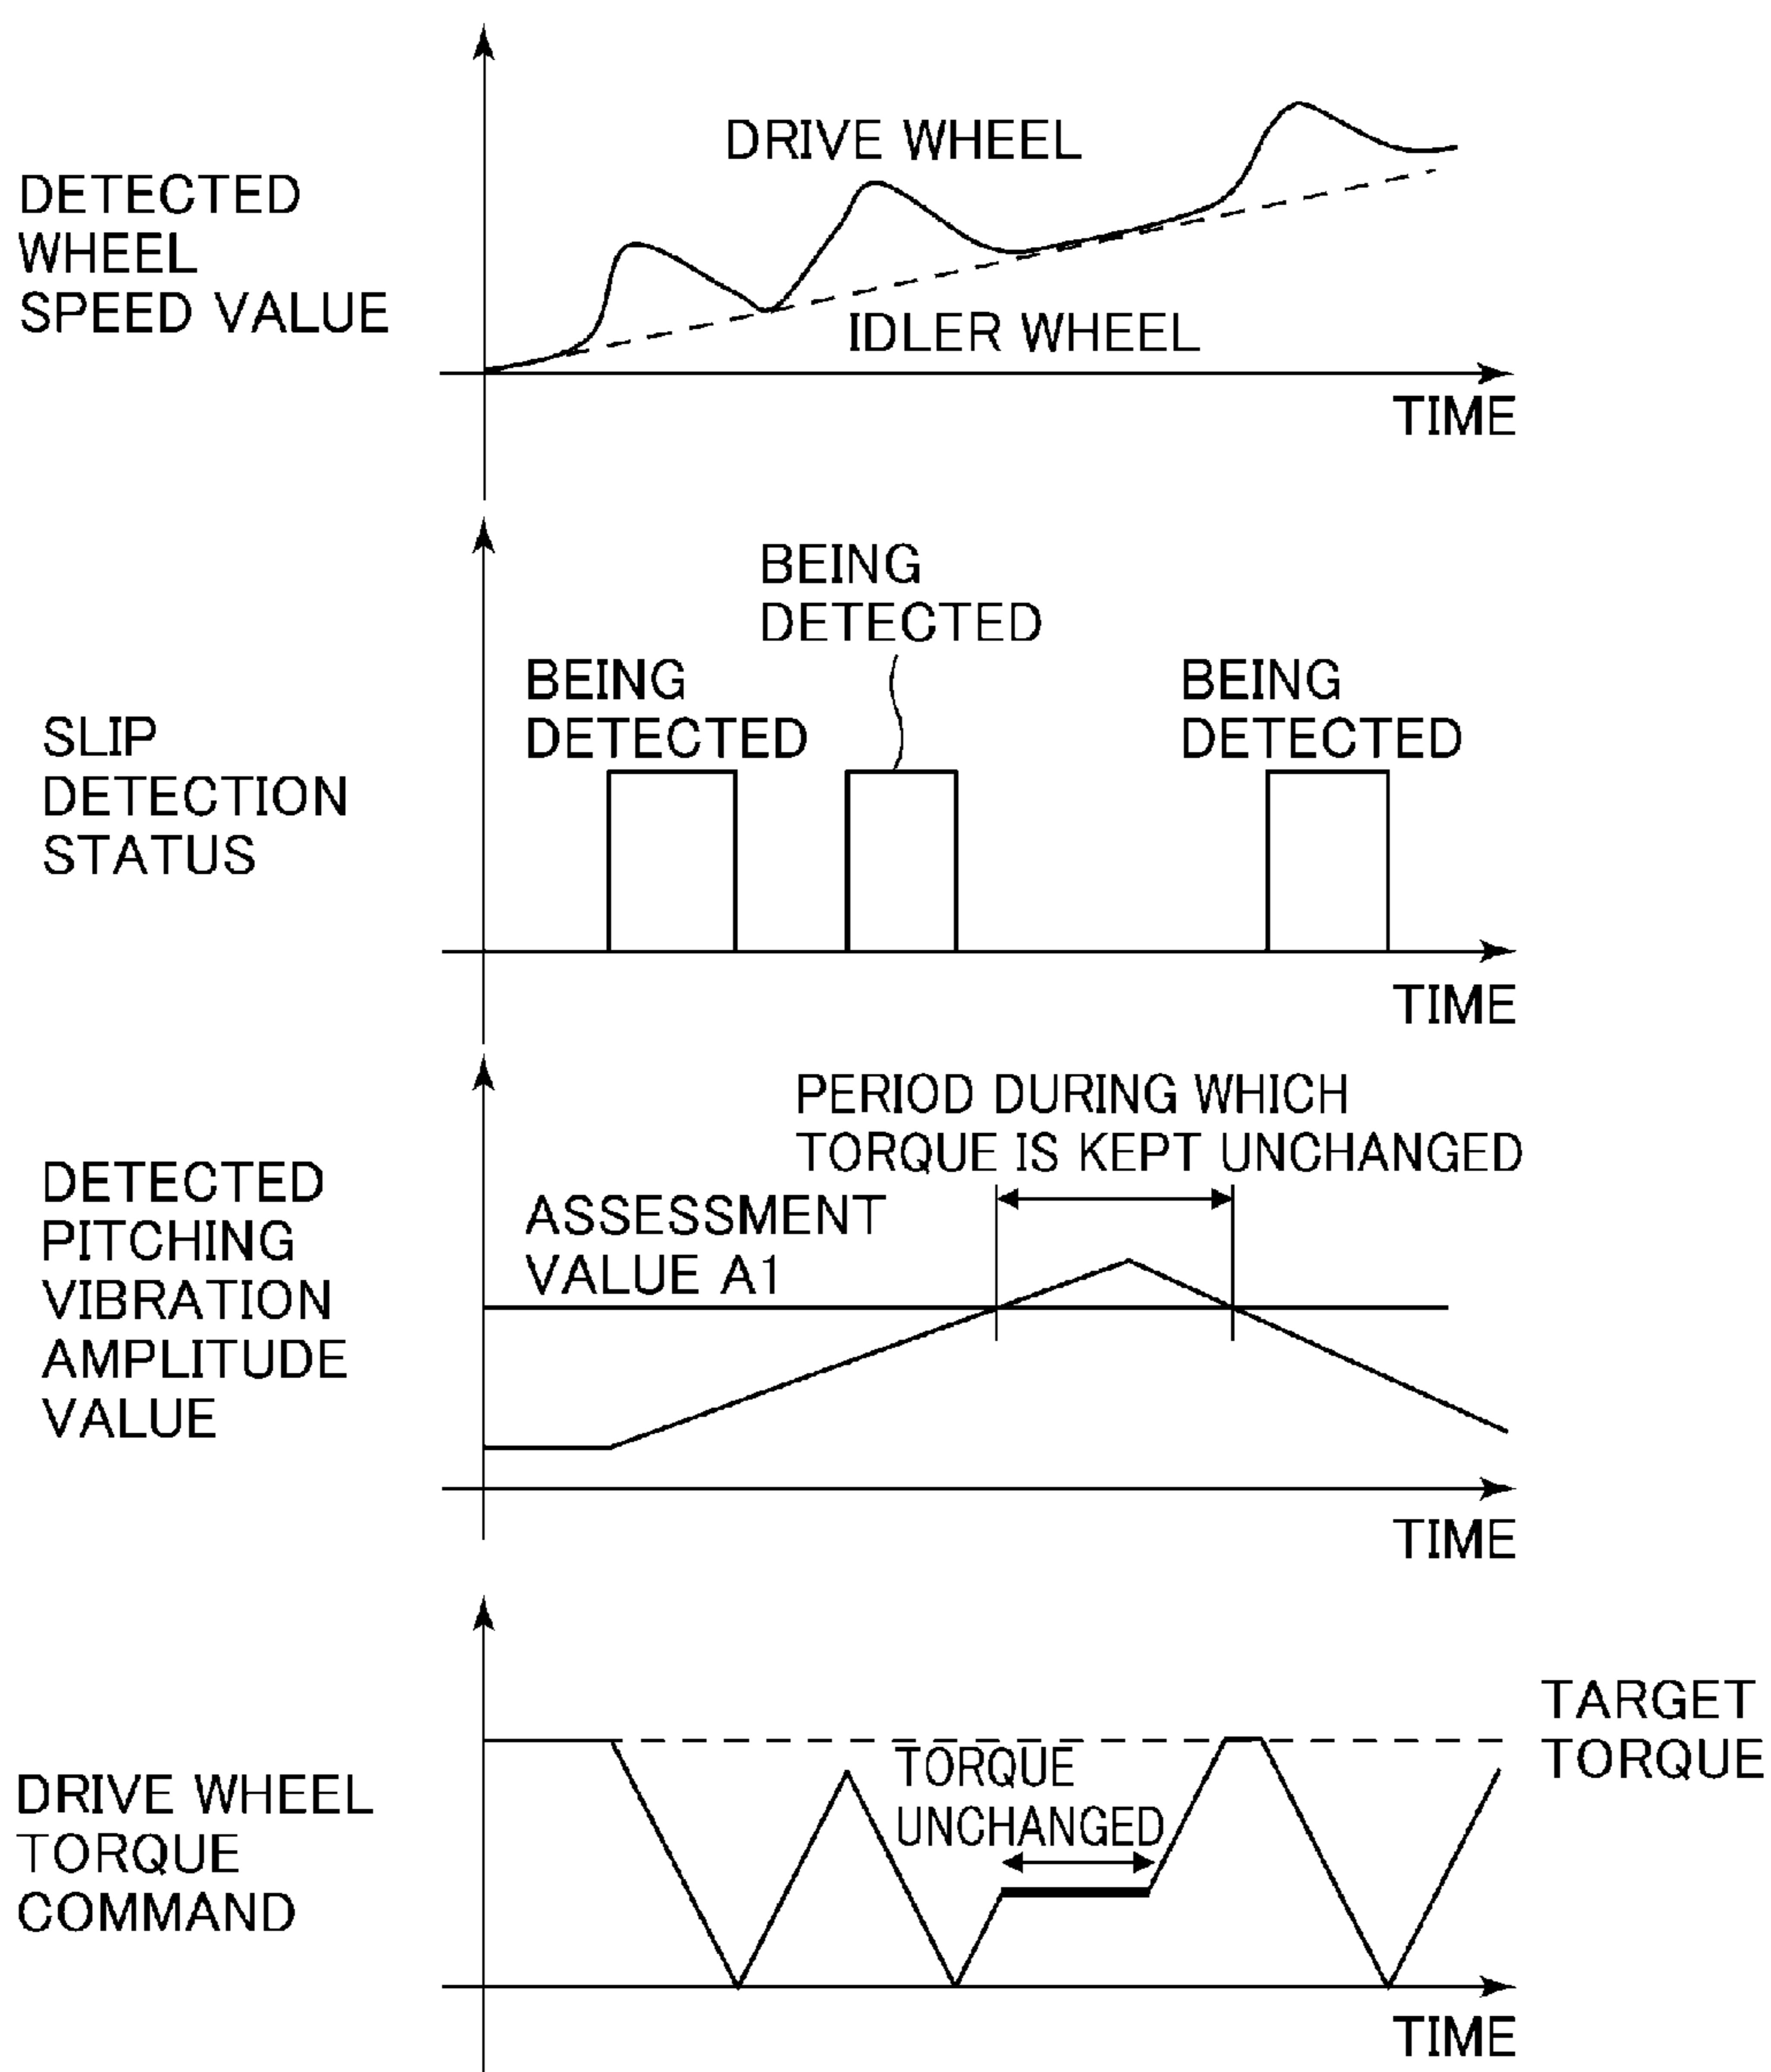 DETECTED
WHEEL
SPEED VALUE
DRIVE WHEEL
IDLER WHEEL
TIME
SLIP
DETECTION
STATUS
BEING
DETECTED
BEING
DETECTED
BEING
DETECTED
TIME
DETECTED
PITCHING
VIBRATION
AMPLITUDE
VALUE
PERIOD DURING WHICH
TORQUE IS KEPT UNCHANGED
ASSESSMENT
VALUE A1
TIME
DRIVE WHEEL
TORQUE
COMMAND
TORQUE
UNCHANGED
TARGET
TORQUE
TIME